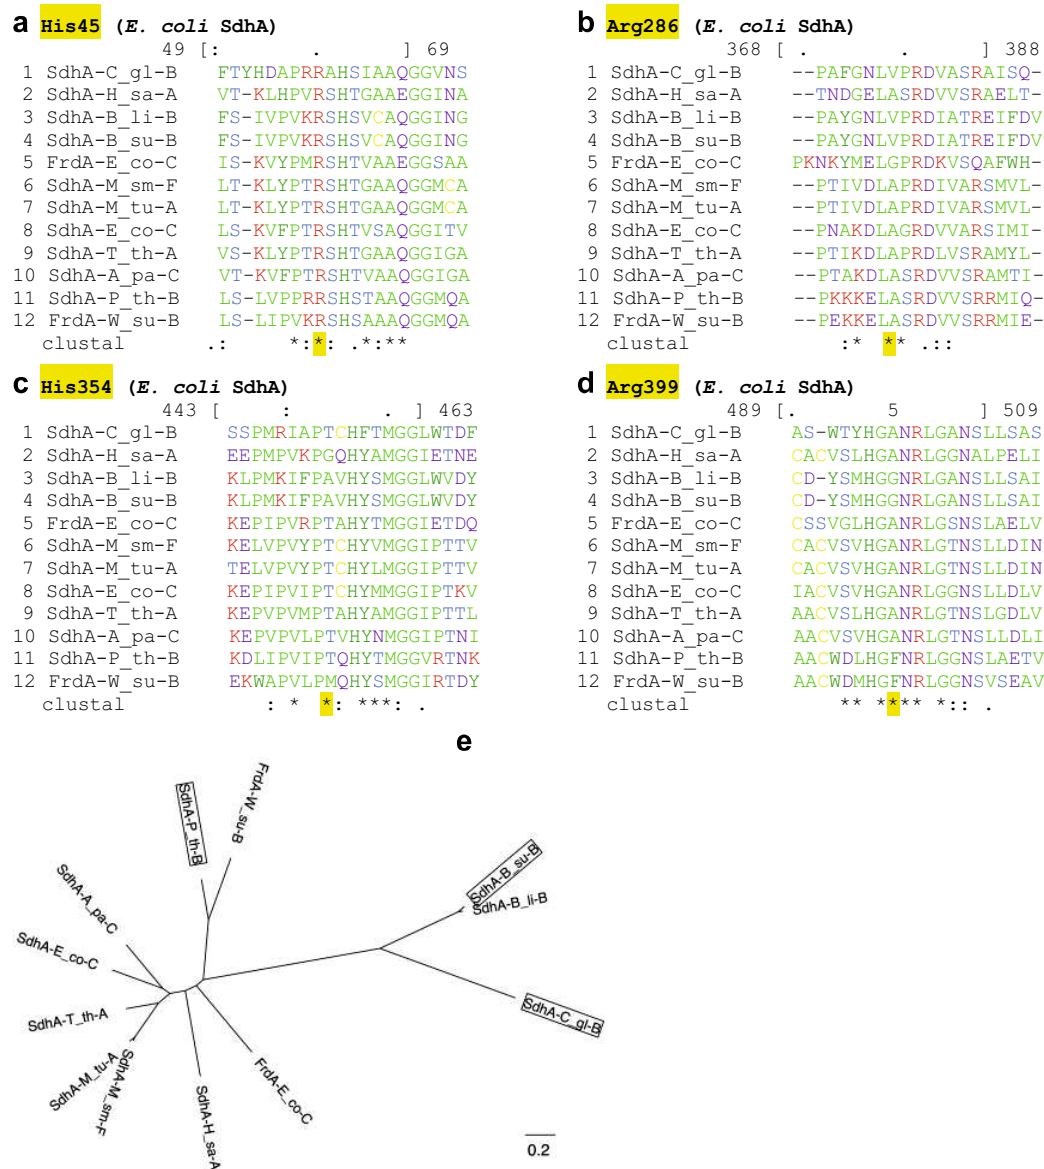 a His45 (E. coli SdhA)
49 [: . ] 69
1 SdhA-C_gl-B FTYHDAPRRAHSIAAQGGVNS
2 SdhA-H_sa-A VT-KLHPVRSHTGAAEGGINA
3 SdhA-B_li-B FS-IVPVKRSHSVCAQGGING
4 SdhA-B_su-B FS-IVPVKRSHSVCAQGGING
5 FrdA-E_co-C IS-KVYPMRSHTVAAEGGSAA
6 SdhA-M_sm-F LT-KLYPTRSHTGAAQGGMCA
7 SdhA-M_tu-A LT-KLYPTRSHTGAAQGGMCA
8 SdhA-E_co-C LS-KVFPTRSHTVSAQGGITV
9 SdhA-T_th-A VS-KLYPTRSHTGAAQGGIGA
10 SdhA-A_pa-C VT-KVFPTRSHTVAAQGGIGA
11 SdhA-P_th-B LS-LVPPRRSHSTAAQGGMQA
12 FrdA-W_su-B LS-LIPVKRSHSAAAQGGMQA
clustal .: *:*: .*:**
b Arg286 (E. coli SdhA)
368 [ . . ] 388
1 SdhA-C_gl-B --PAFGNLVPRDVASRAISQ-
2 SdhA-H_sa-A --TNDGELASRDVVSRAELT-
3 SdhA-B_li-B --PAYGNLVPRDIATREIFDV
4 SdhA-B_su-B --PAYGNLVPRDIATREIFDV
5 FrdA-E_co-C PKNKYMELGPRDKVSQAFWH-
6 SdhA-M_sm-F --PTIVDLAPRDIVARSMVL-
7 SdhA-M_tu-A --PTIVDLAPRDIVARSMVL-
8 SdhA-E_co-C --PNAKDLAGRDVVARSIMI-
9 SdhA-T_th-A --PTIKDLAPRDLVSRAMYL-
10 SdhA-A_pa-C --PTAKDLASRDVVSRAMTI-
11 SdhA-P_th-B --PKKKELASRDVVSRRMIQ-
12 FrdA-W_su-B --PEKKELASRDVVSRRMIE-
clustal :* ** .::
c His354 (E. coli SdhA)
443 [ : . ] 463
1 SdhA-C_gl-B SSPMRIAPTCHFTMGGLWTDF
2 SdhA-H_sa-A EEPMPVKPGQHYAMGGIETNE
3 SdhA-B_li-B KLPMKIFPAVHYSMGGLWVDY
4 SdhA-B_su-B KLPMKIFPAVHYSMGGLWVDY
5 FrdA-E_co-C KEPIPVRPTAHYTMGGIETDQ
6 SdhA-M_sm-F KELVPVYPTCHYVMGGIPTTV
7 SdhA-M_tu-A TELVPVYPTCHYLMGGIPTTV
8 SdhA-E_co-C KEPIPVIPTCHYMMGGIPTKV
9 SdhA-T_th-A KEPVPVMPTAHYAMGGIPTTL
10 SdhA-A_pa-C KEPVPVLPTVHYNMGGIPTNI
11 SdhA-P_th-B KDLIPVIPTQHYTMGGVRTNK
12 FrdA-W_su-B EKWAPVLPMQHYSMGGIRTDY
clustal : * *: ***: .
d Arg399 (E. coli SdhA)
489 [. 5 ] 509
1 SdhA-C_gl-B AS-WTYHGANRLGANSLLSAS
2 SdhA-H_sa-A CACVSLHGANRLGGNALPELI
3 SdhA-B_li-B CD-YSMHGGNRLGANSLLSAI
4 SdhA-B_su-B CD-YSMHGGNRLGANSLLSAI
5 FrdA-E_co-C CSSVGLHGANRLGSNSLAELV
6 SdhA-M_sm-F CACVSVHGANRLGTNSLLDIN
7 SdhA-M_tu-A CACVSVHGANRLGTNSLLDIN
8 SdhA-E_co-C IACVSVHGANRLGGNSLLDLV
9 SdhA-T_th-A AACVSLHGANRLGTNSLGDLV
10 SdhA-A_pa-C AACVSVHGANRLGTNSLLDLI
11 SdhA-P_th-B AACWDLHGFNRLGGNSLAETV
12 FrdA-W_su-B AACWDMHGFNRLGGNSVSEAV
clustal ** **** *:: .
e
SdhA-P_th-B
FrdA-W_su-B
SdhA-A_pa-C
SdhA-E_co-C
SdhA-T_th-A
SdhA-M_tu-A
SdhA-M_sm-F
SdhA-H_sa-A
FrdA-E_co-C
SdhA-B_su-B
SdhA-B_li-B
SdhA-C_gl-B
0.2